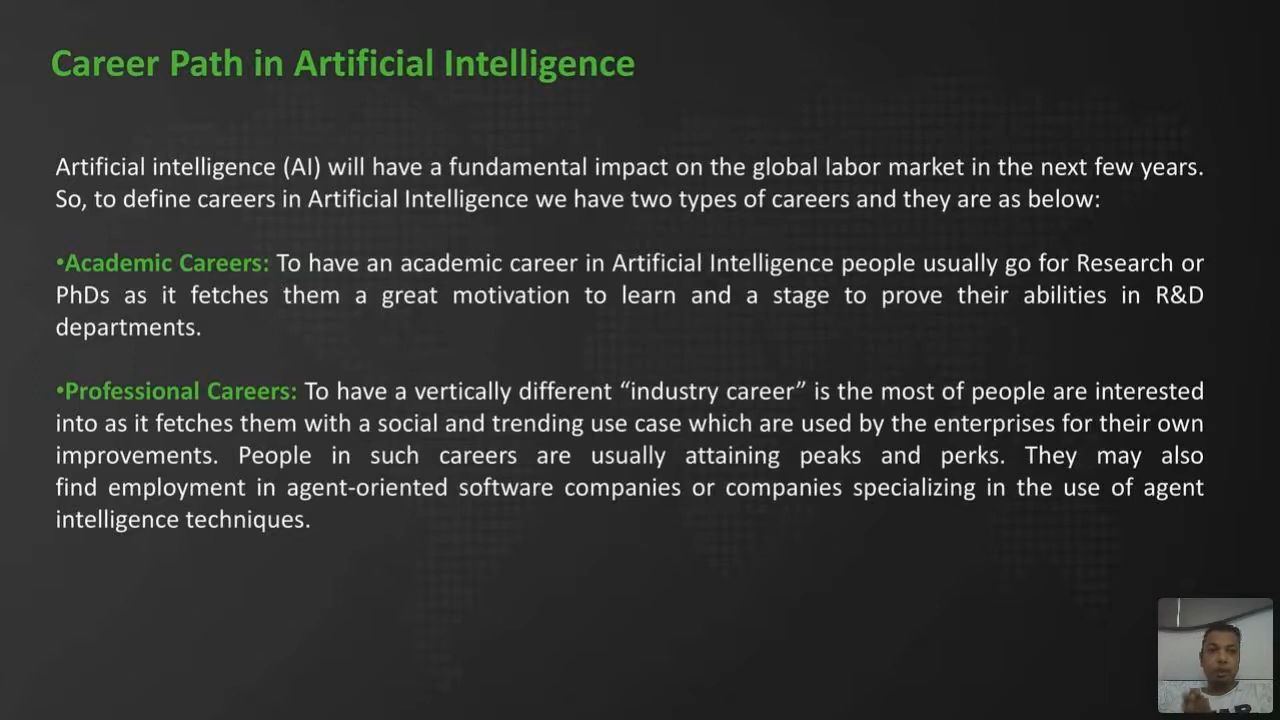 Career Path in Artificial Intelligence
Artificial intelligence (AI) will have a fundamental impact on the global labor market in the next few years.
So, to define careers in Artificial Intelligence we have two types of careers and they are as below:
•Academic Careers: To have an academic career in Artificial Intelligence people usually go for Research or
PhDs as it fetches them a great motivation to learn and a stage to prove their abilities in R&D
departments.
•Professional Careers: To have a vertically different “industry career” is the most of people are interested
into as it fetches them with a social and trending use case which are used by the enterprises for their own
improvements. People in such careers are usually attaining peaks and perks. They may also
find employment in agent-oriented software companies or companies specializing in the use of agent
intelligence techniques.